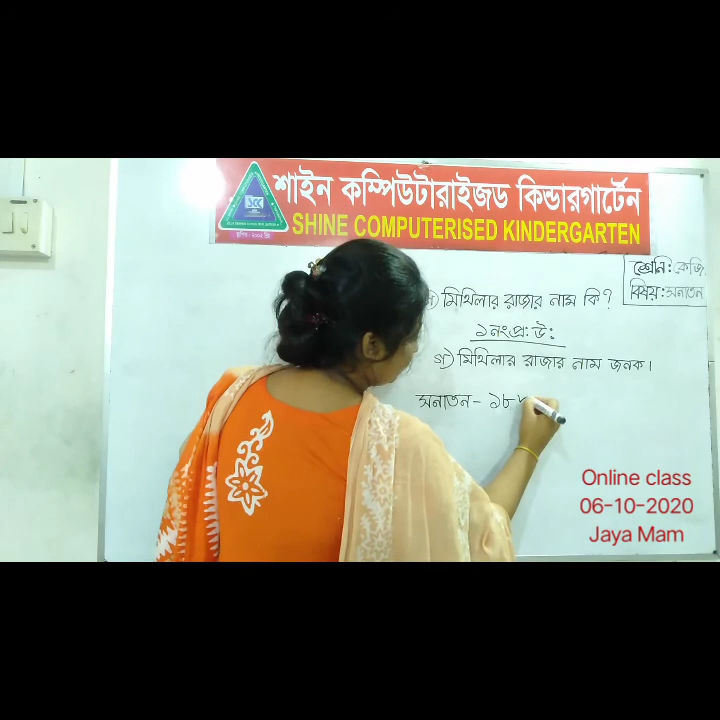 শাইন কম্পিউটারাইজড কিন্ডারগার্টেন
SHINE COMPUTERISED KINDERGARTEN
স্থাপিত: ২০০২ ইং
শ্রেনি: কেজি
বিষয়: সনাতন
মিথিলার রাজার নাম কি?
১নং প্র: উ:
গ) মিথিলার রাজার নাম জনক।
সনাতন- ১৮
Online class
06-10-2020
Jaya Mam